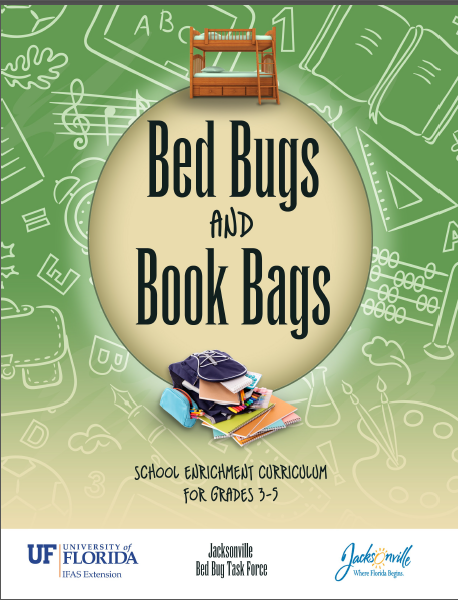 Bed Bugs
AND
Book Bags
SCHOOL ENRICHMENT CURRICULUM
FOR GRADES 3-5
UF UNIVERSITY of
FLORIDA
IFAS Extension
Jacksonville
Bed Bug Task Force
Jacksonville
Where Florida Begins.